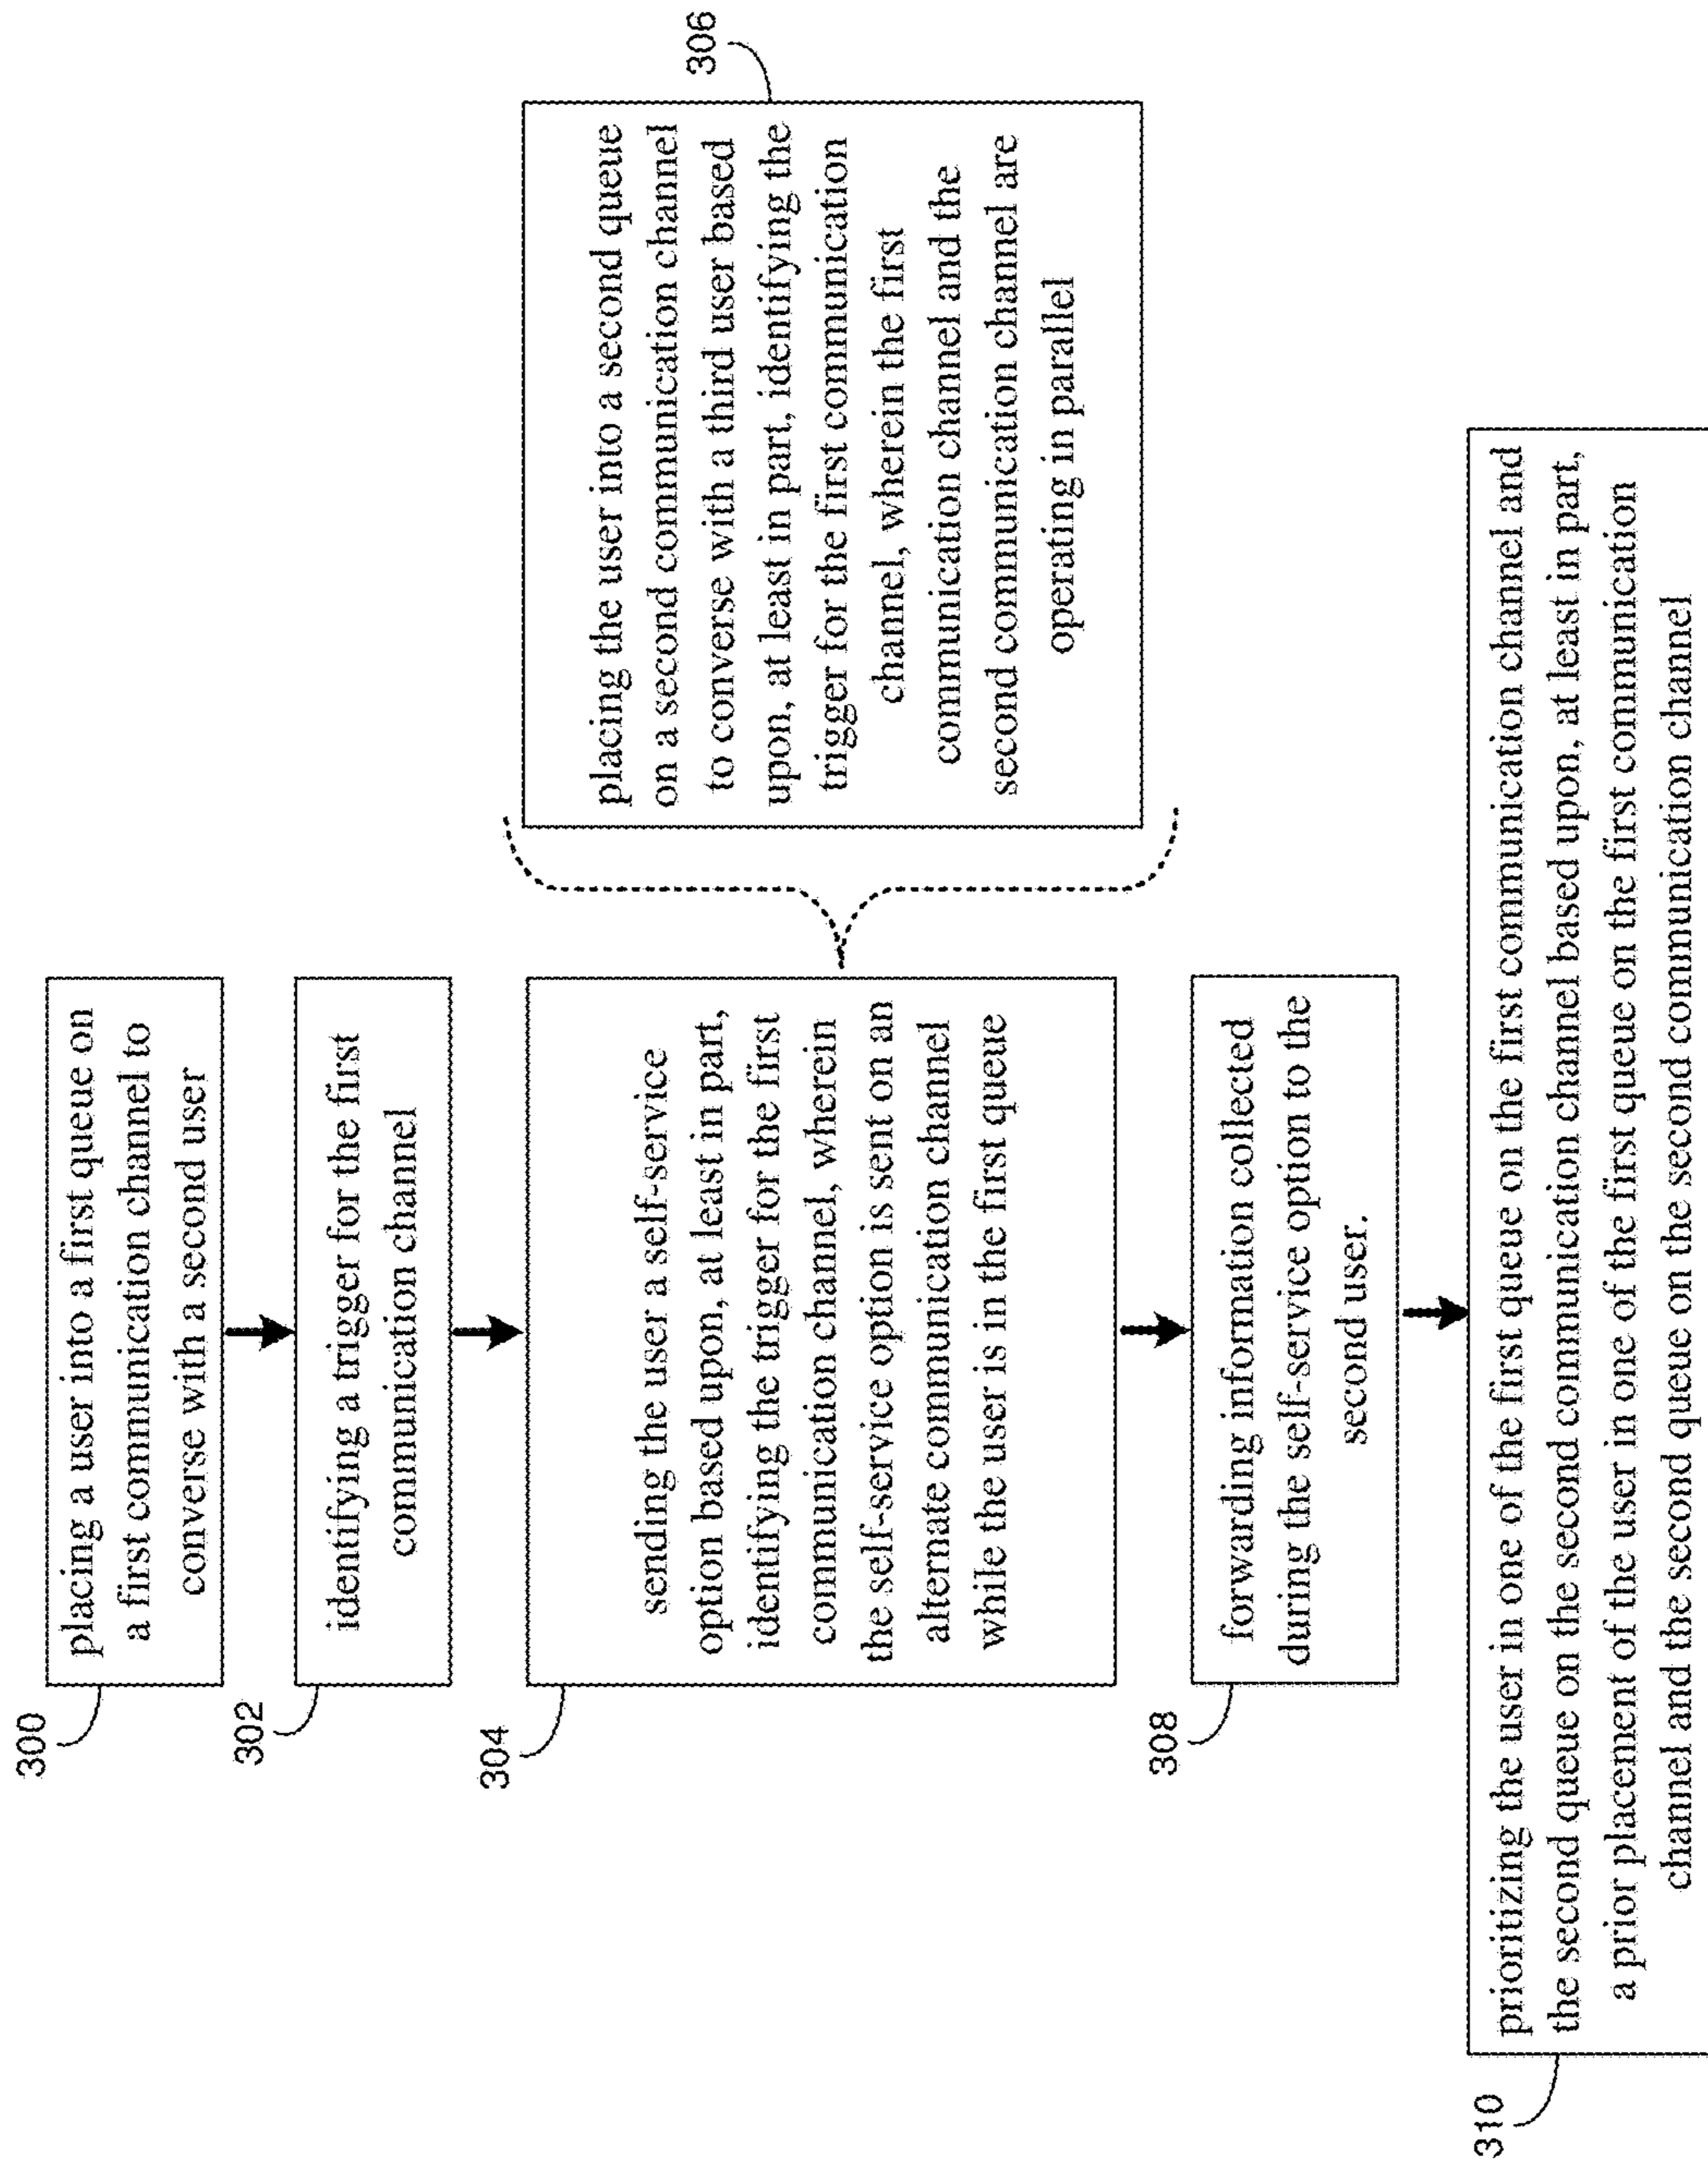 300
placing a user into a first queue on
a first communication channel to
converse with a second user
302
identifying a trigger for the first
communication channel
304
sending the user a self-service
option based upon, at least in part,
identifying the trigger for the first
communication channel, wherein
the self-service option is sent on an
alternate communication channel
while the user is in the first queue
306
placing the user into a second queue
on a second communication channel
to converse with a third user based
upon, at least in part, identifying the
trigger for the first communication
channel, wherein the first
communication channel and the
second communication channel are
operating in parallel
308
forwarding information collected
during the self-service option to the
second user.
310
prioritizing the user in one of the first queue on the first communication channel and
the second queue on the second communication channel based upon, at least in part,
a prior placement of the user in one of the first queue on the first communication
channel and the second queue on the second communication channel